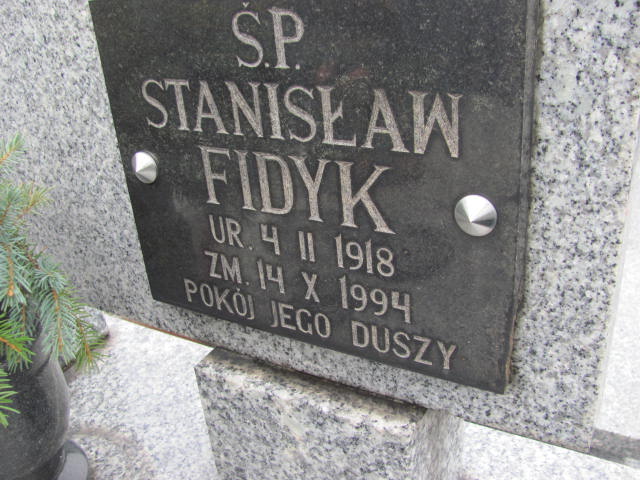 Ś.P.
STANISŁAW
FIDYK
UR. 4 II 1918
ZM. 14 X 1994
POKÓJ JEGO DUSZY